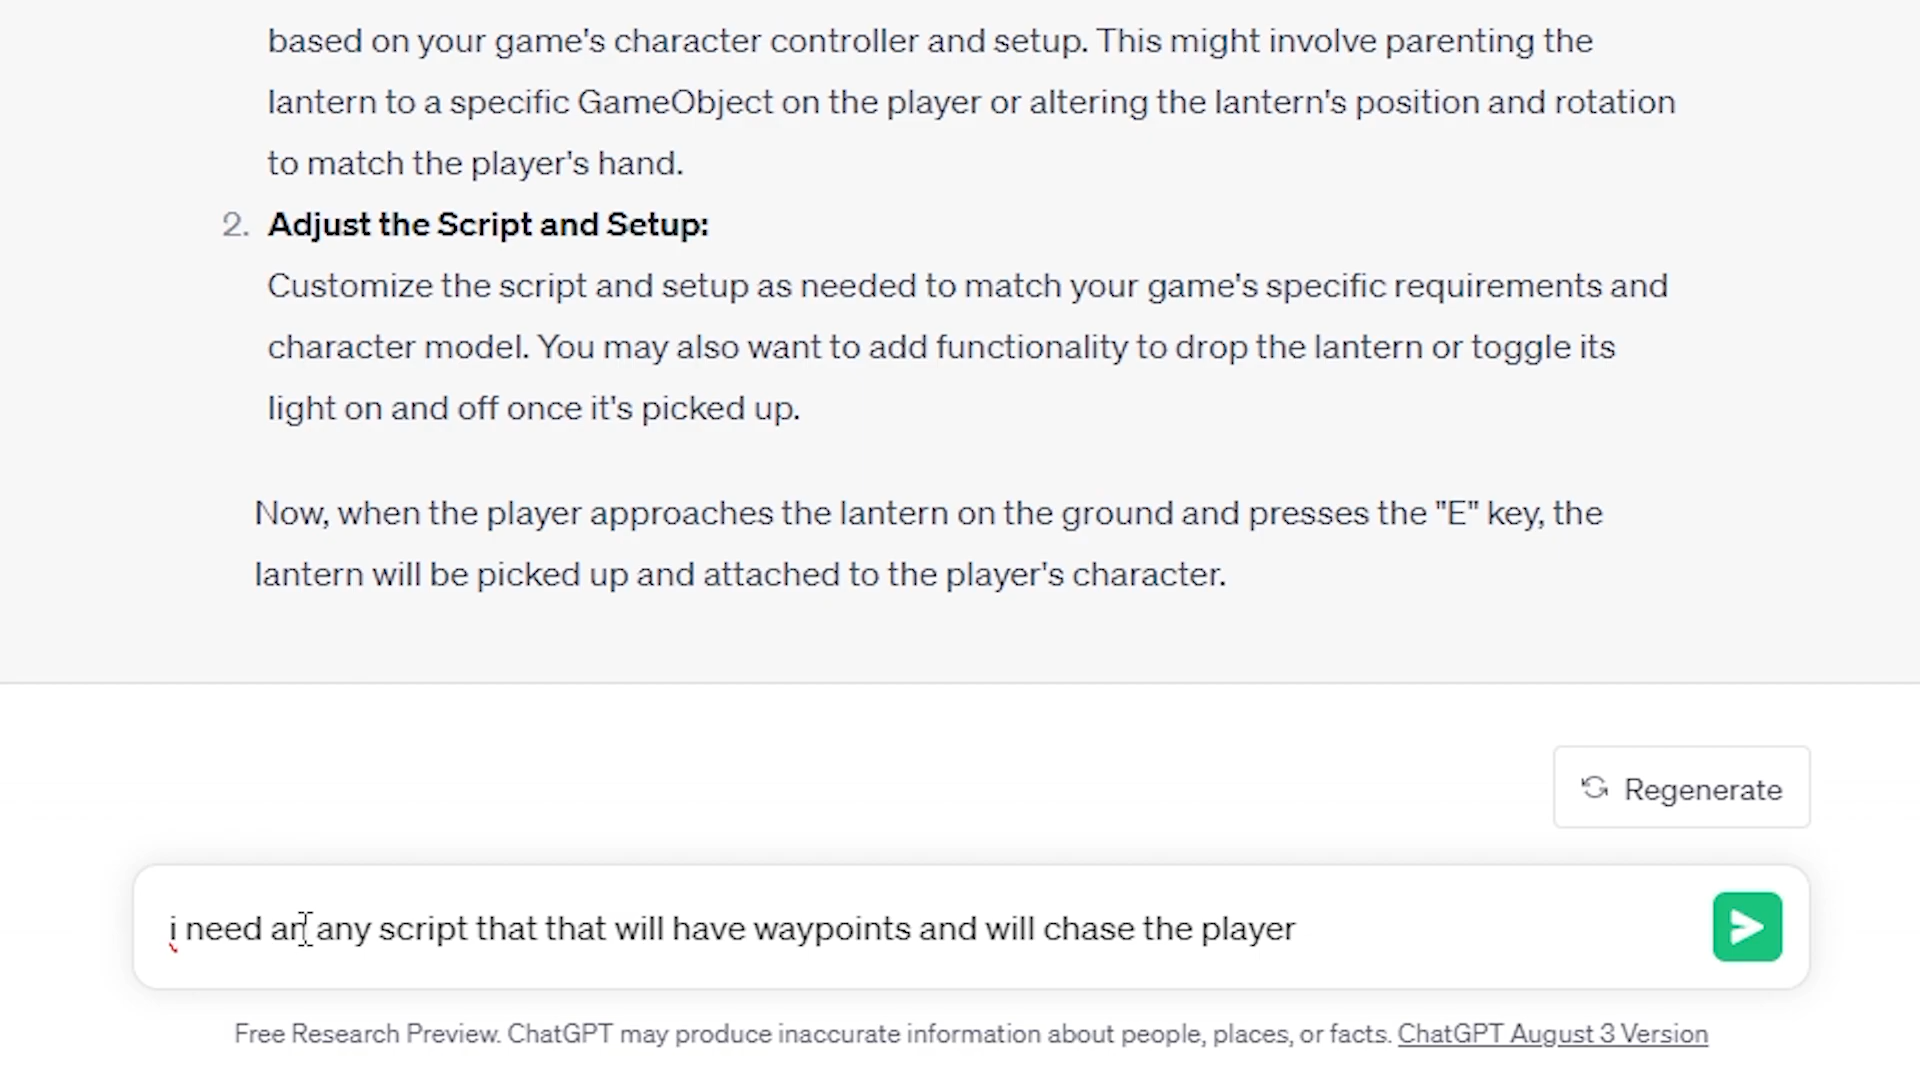 based on your game's character controller and setup. This might involve parenting the
lantern to a specific GameObject on the player or altering the lantern's position and rotation
to match the player's hand.
2. Adjust the Script and Setup:
Customize the script and setup as needed to match your game's specific requirements and
character model. You may also want to add functionality to drop the lantern or toggle its
light on and off once it's picked up.
Now, when the player approaches the lantern on the ground and presses the "E" key, the
lantern will be picked up and attached to the player's character.
Regenerate
i need an any script that that will have waypoints and will chase the player
Free Research Preview. ChatGPT may produce inaccurate information about people, places, or facts. ChatGPT August 3 Version